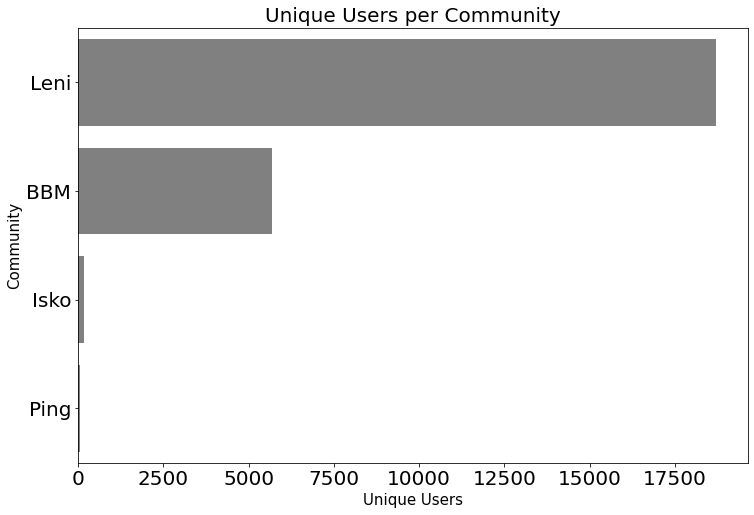 Unique Users per Community
Community
Leni
BBM
Isko
Ping
0 2500 5000 7500 10000 12500 15000 17500
Unique Users